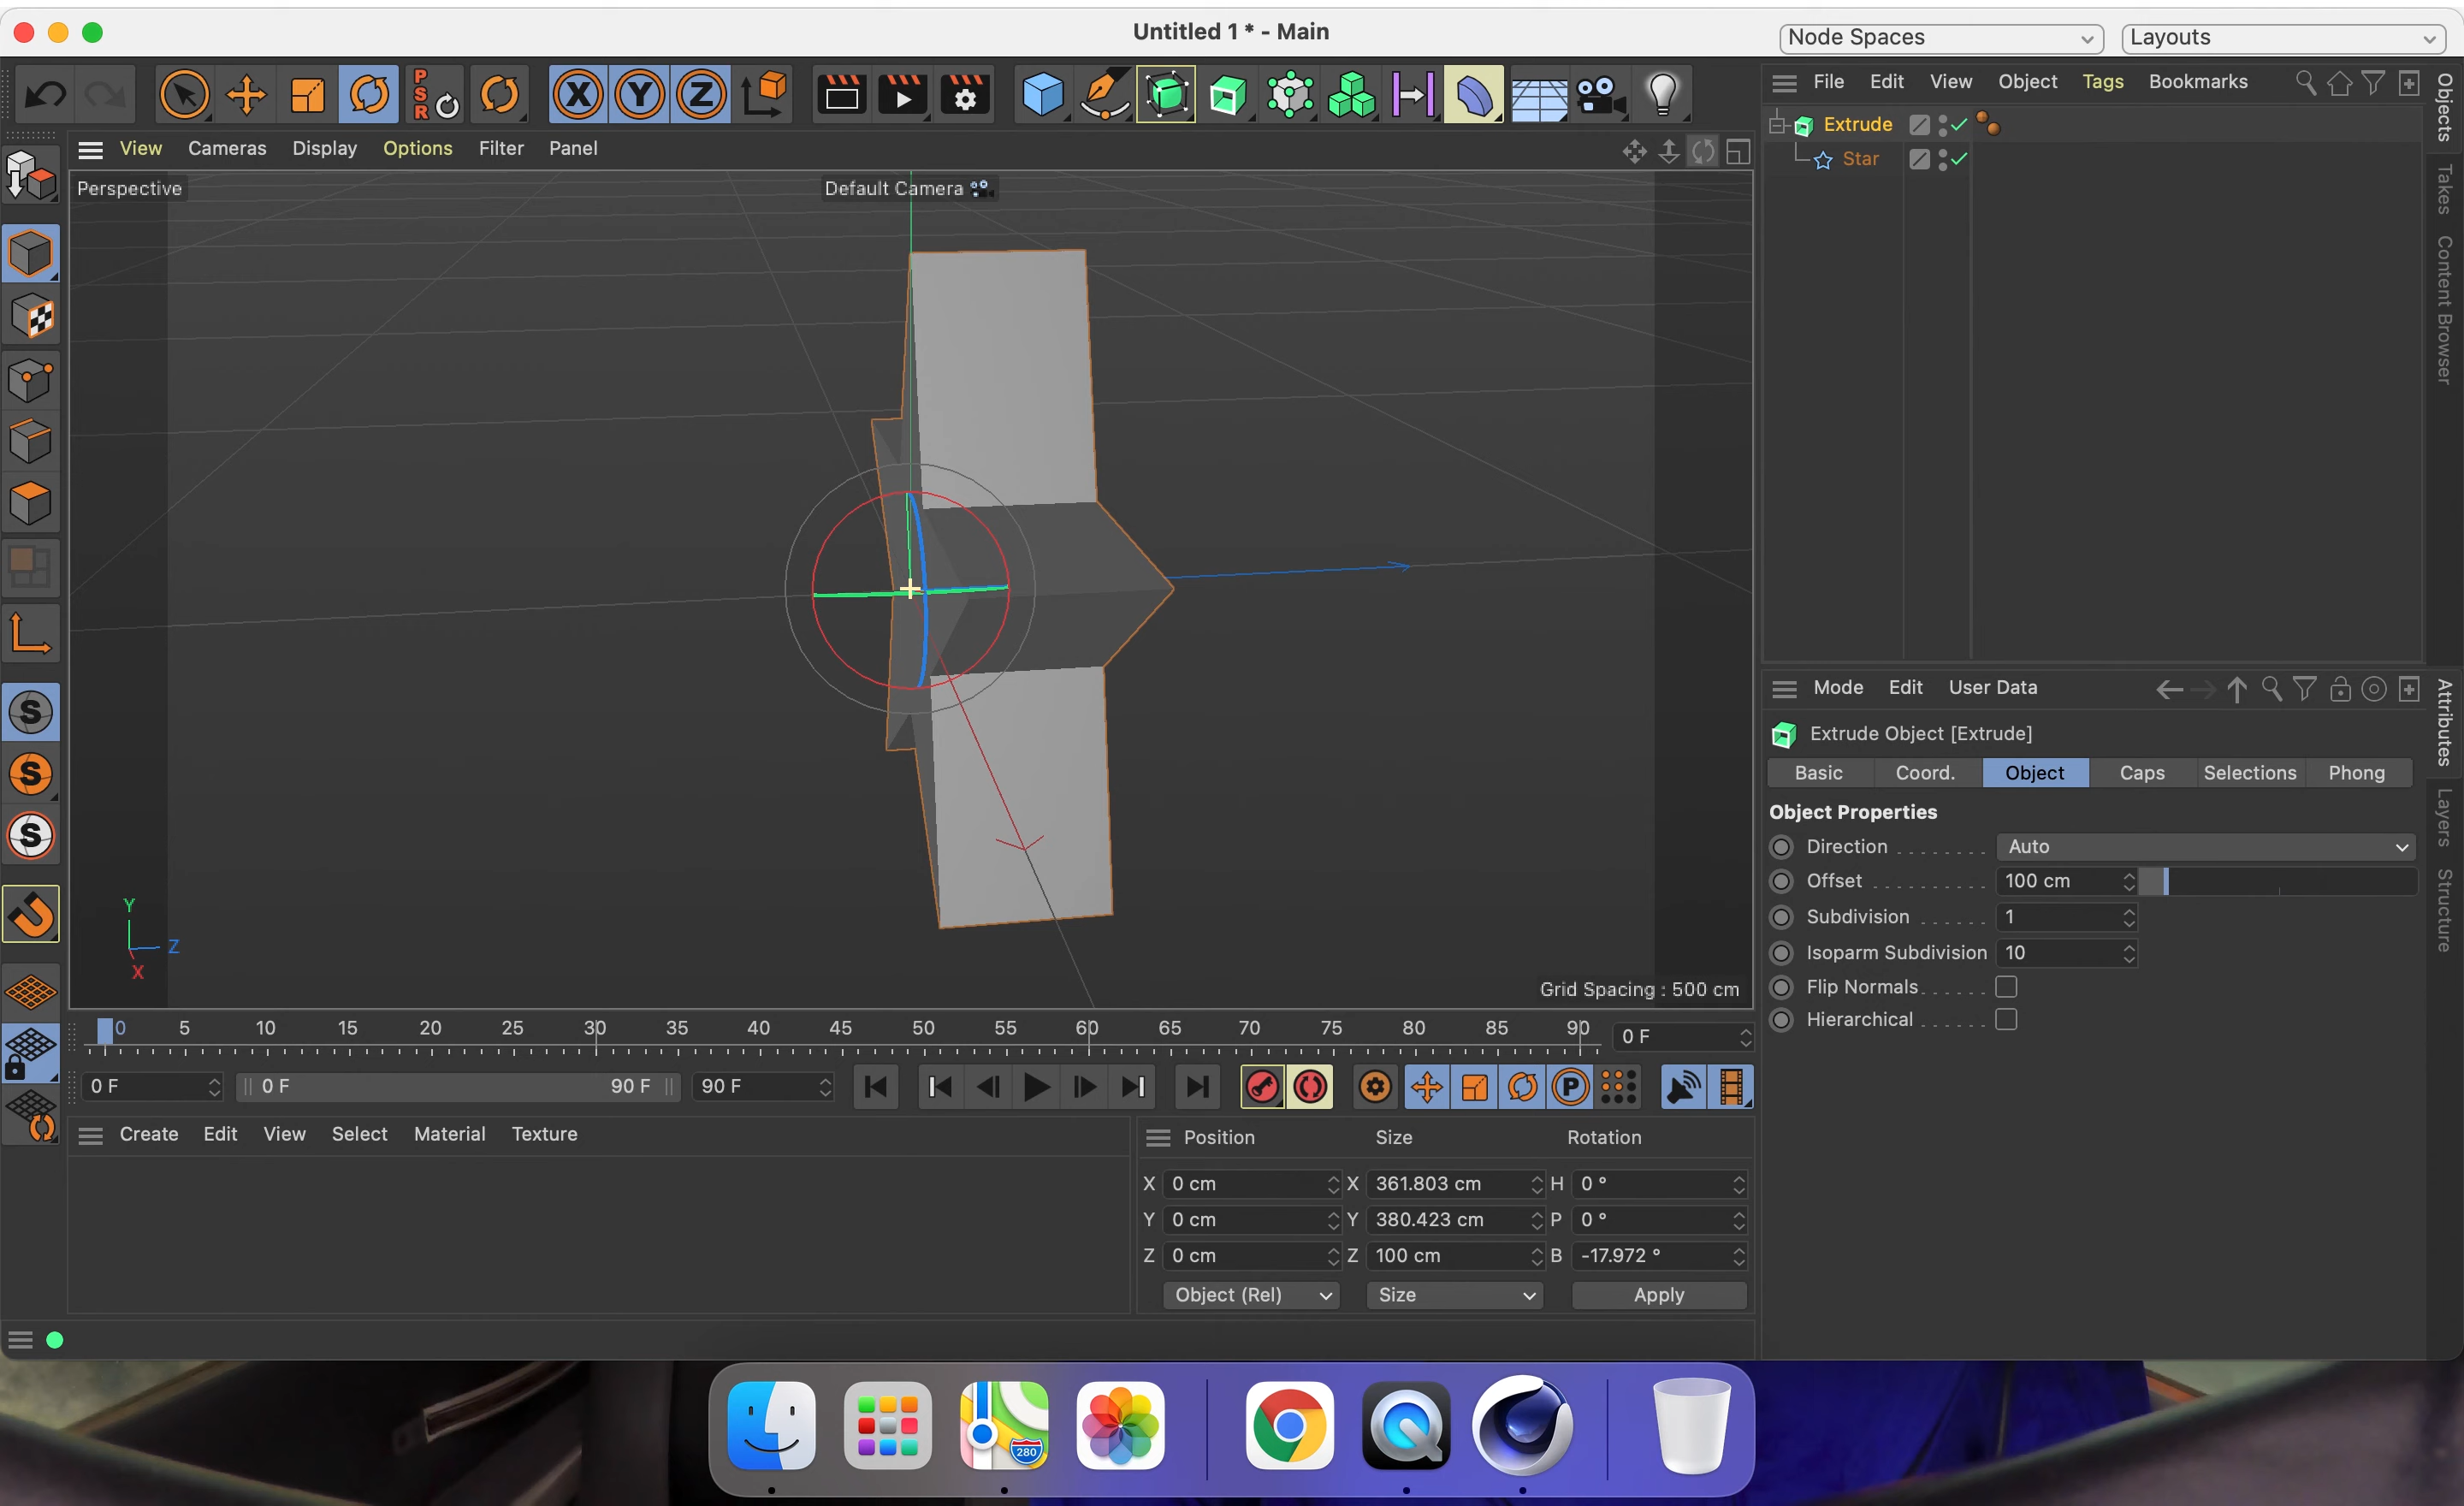 Untitled 1 * - Main
Node Spaces
Layouts
PSR
X Y Z
File Edit View Object Tags Bookmarks
Extrude
Star
View Cameras Display Options Filter Panel
Perspective
Default Camera
Y
Z
X
Grid Spacing : 500 cm
S
S
S
Objects
Takes
Content Browser
Mode Edit User Data
Extrude Object [Extrude]
Basic Coord. Object Caps Selections Phong
Object Properties
Direction Auto
Offset 100 cm
Subdivision 1
Isoparm Subdivision 10
Flip Normals
Hierarchical
Attributes
Layers
Structure
0 5 10 15 20 25 30 35 40 45 50 55 60 65 70 75 80 85 90
0 F
0 F 0 F 90 F 90 F
P
Create Edit View Select Material Texture
Position Size Rotation
X 0 cm X 361.803 cm H 0 °
Y 0 cm Y 380.423 cm P 0 °
Z 0 cm Z 100 cm B -17.972 °
Object (Rel) Size Apply
280